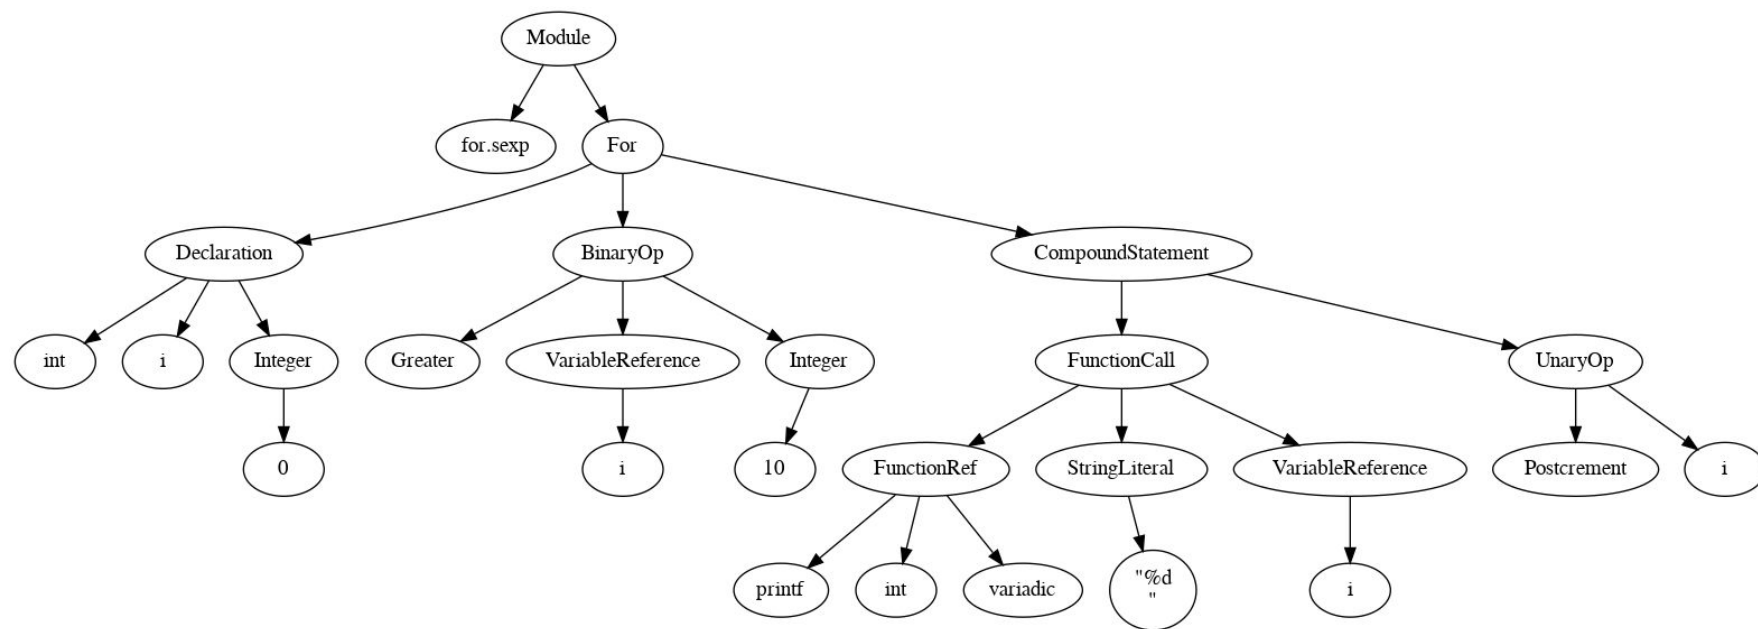 Module
for.sexp
For
Declaration
BinaryOp
CompoundStatement
int
i
Integer
Greater
VariableReference
Integer
FunctionCall
UnaryOp
0
i
10
FunctionRef
StringLiteral
VariableReference
Postcrement
i
printf
int
variadic
"%d
"
i